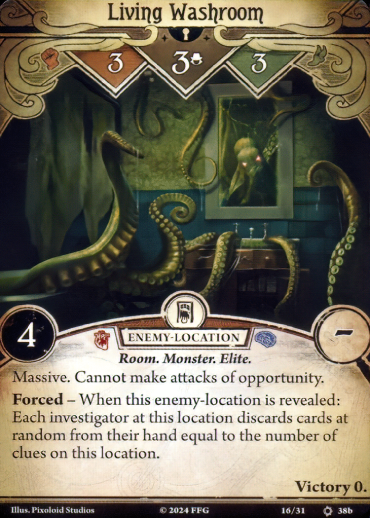 Living Washroom
3
3
3
4
ENEMY-LOCATION
-
Room. Monster. Elite.
Massive. Cannot make attacks of opportunity.
Forced – When this enemy-location is revealed:
Each investigator at this location discards cards at
random from their hand equal to the number of
clues on this location.
Victory 0.
Illus. Pixoloid Studios © 2024 FFG 16/31 38b